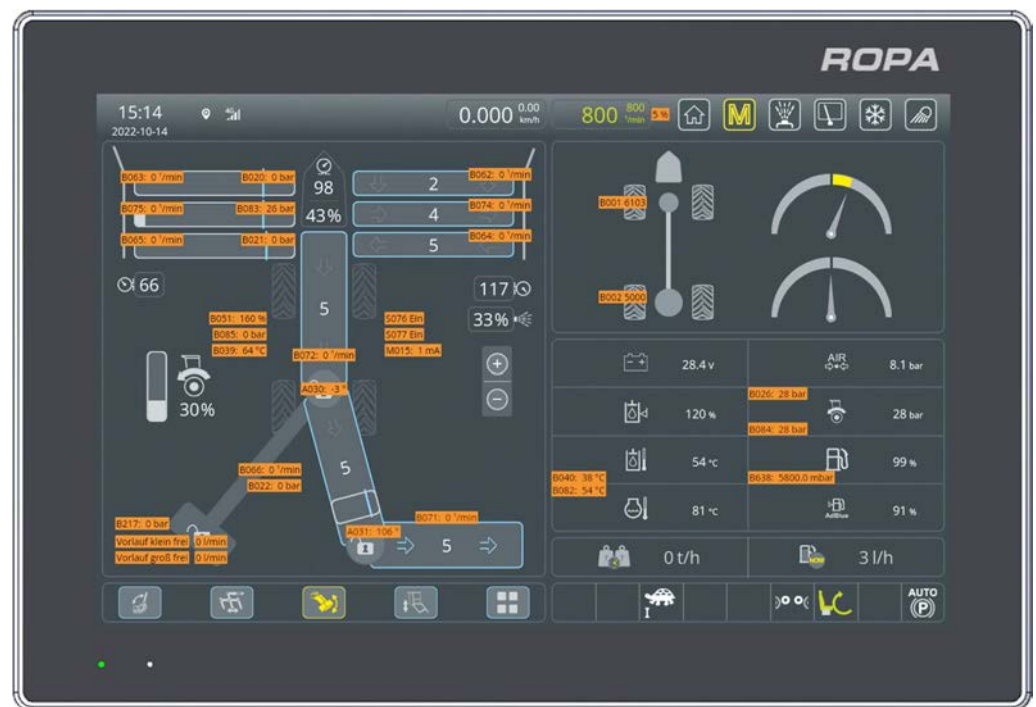 ROPA
15:14
2022-10-14
4G
0.000 0.00 km/h
800 800 1/min 5 %
M
B063: 0 1/min B020: 0 bar
B075: 0 1/min B083: 26 bar
B065: 0 1/min B021: 0 bar
98
43%
2 B062: 0 1/min
4 B074: 0 1/min
5 B064: 0 1/min
66
117
33%
5
B051: 160 %
B085: 0 bar
B039: 64 °C
S076 Ein
S077 Ein
M015: 1 mA
B072: 0 1/min
30%
A030: -3 °
5
B066: 0 1/min
B022: 0 bar
B217: 0 bar
Vorlauf klein frei 0 l/min
Vorlauf groß frei 0 l/min
A031: 106 °
B071: 0 1/min
5
B001 6103
B002 5000
28.4 v
AIR
8.1 bar
120 %
B026: 28 bar
B084: 28 bar
28 bar
B040: 38 °C
B082: 54 °C
54 °C
B638: 5800.0 mbar
99 %
81 °C
AdBlue
91 %
0 t/h
NOW
3 l/h
I
AUTO
(P)